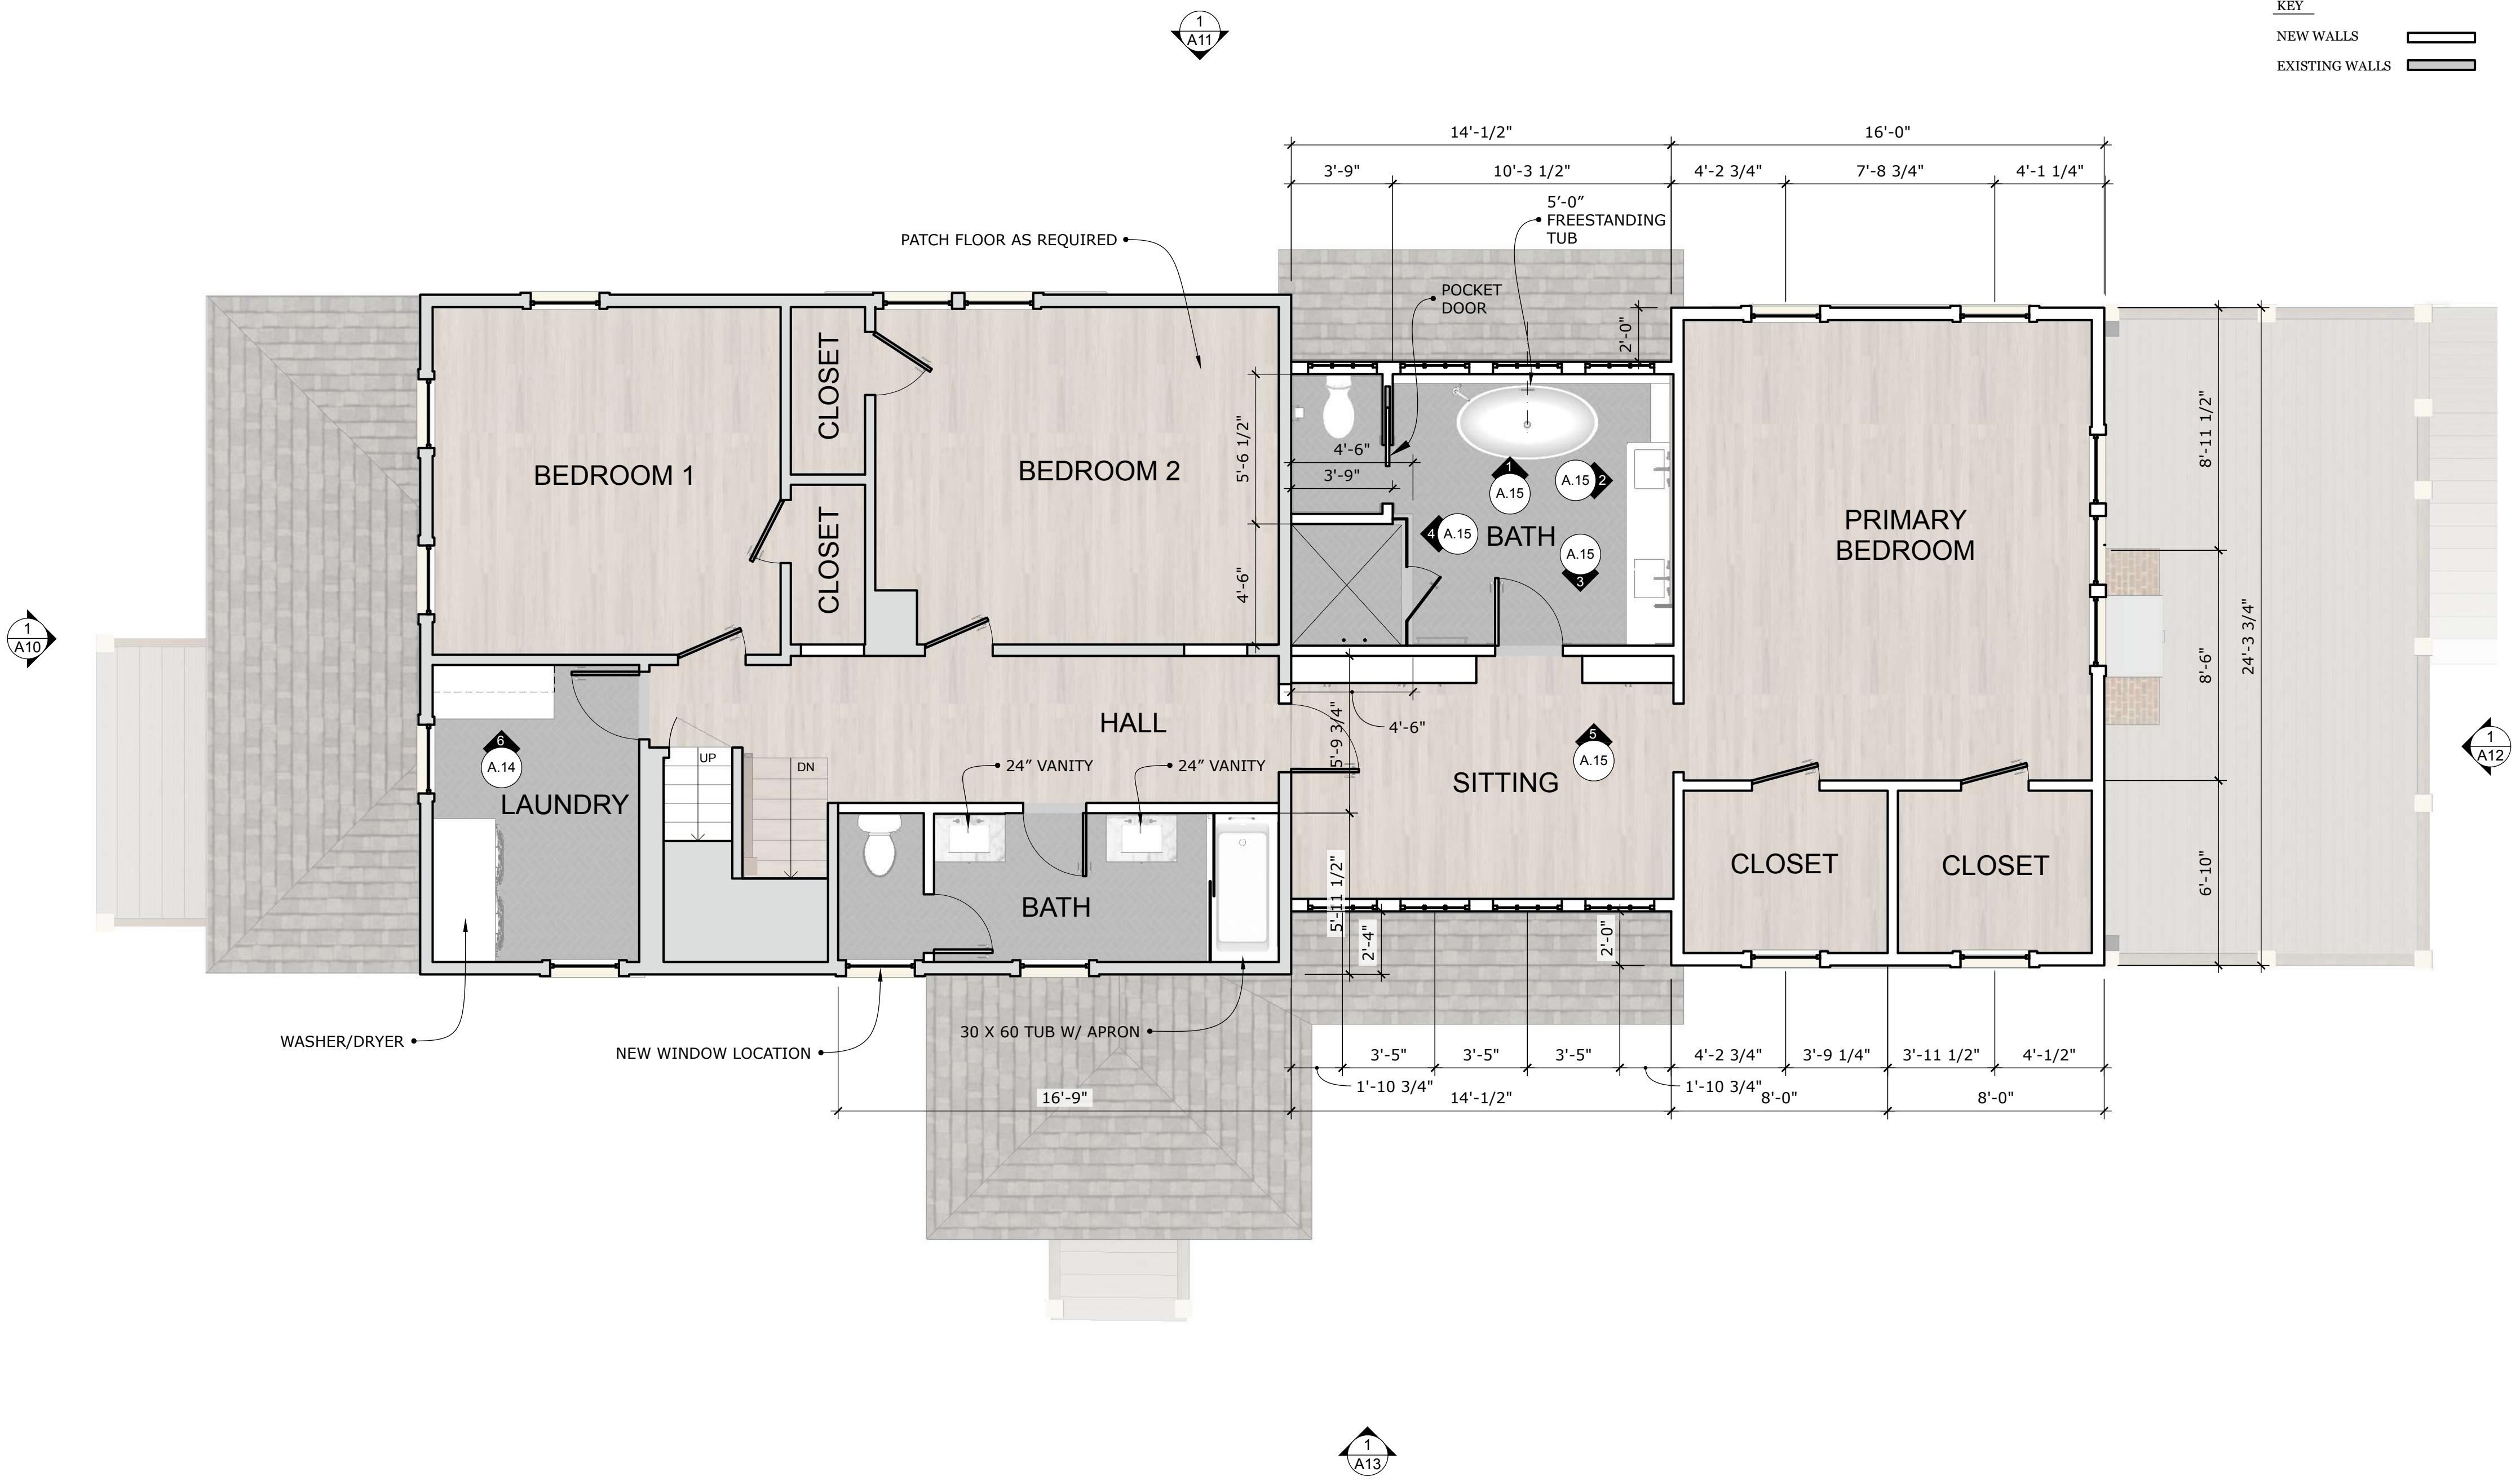 KEY
NEW WALLS
EXISTING WALLS
1
A11
14'-1/2"
16'-0"
3'-9"
10'-3 1/2"
4'-2 3/4"
7'-8 3/4"
4'-1 1/4"
5’-0”
FREESTANDING
TUB
PATCH FLOOR AS REQUIRED
POCKET
DOOR
2'-0"
CLOSET
BEDROOM 1
BEDROOM 2
5'-6 1/2"
4'-6"
3'-9"
1
A.15
A.15
2
4
A.15
BATH
A.15
3
PRIMARY
BEDROOM
8'-11 1/2"
CLOSET
4'-6"
1
A10
8'-6"
24'-3 3/4"
HALL
5'-9 3/4"
4'-6"
6
A.14
UP
DN
24” VANITY
24” VANITY
5
A.15
SITTING
1
A12
LAUNDRY
CLOSET
CLOSET
6'-10"
BATH
5'-11 1/2"
2'-4"
2'-0"
WASHER/DRYER
NEW WINDOW LOCATION
30 X 60 TUB W/ APRON
3'-5"
3'-5"
3'-5"
4'-2 3/4"
3'-9 1/4"
3'-11 1/2"
4'-1/2"
1'-10 3/4"
1'-10 3/4"
16'-9"
14'-1/2"
8'-0"
8'-0"
1
A13